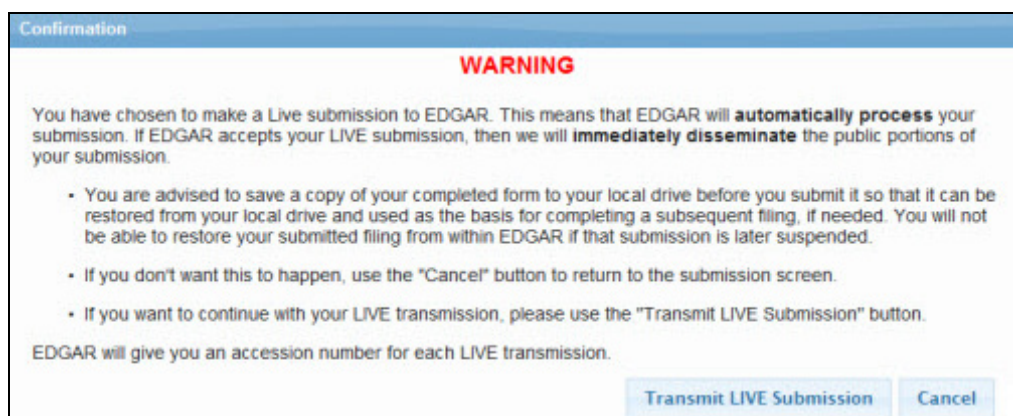 Confirmation
WARNING
You have chosen to make a Live submission to EDGAR. This means that EDGAR will automatically process your
submission. If EDGAR accepts your LIVE submission, then we will immediately disseminate the public portions of
your submission.
• You are advised to save a copy of your completed form to your local drive before you submit it so that it can be
restored from your local drive and used as the basis for completing a subsequent filing, if needed. You will not
be able to restore your submitted filing from within EDGAR if that submission is later suspended.
• If you don't want this to happen, use the "Cancel" button to return to the submission screen.
• If you want to continue with your LIVE transmission, please use the "Transmit LIVE Submission" button.
EDGAR will give you an accession number for each LIVE transmission.
Transmit LIVE Submission Cancel